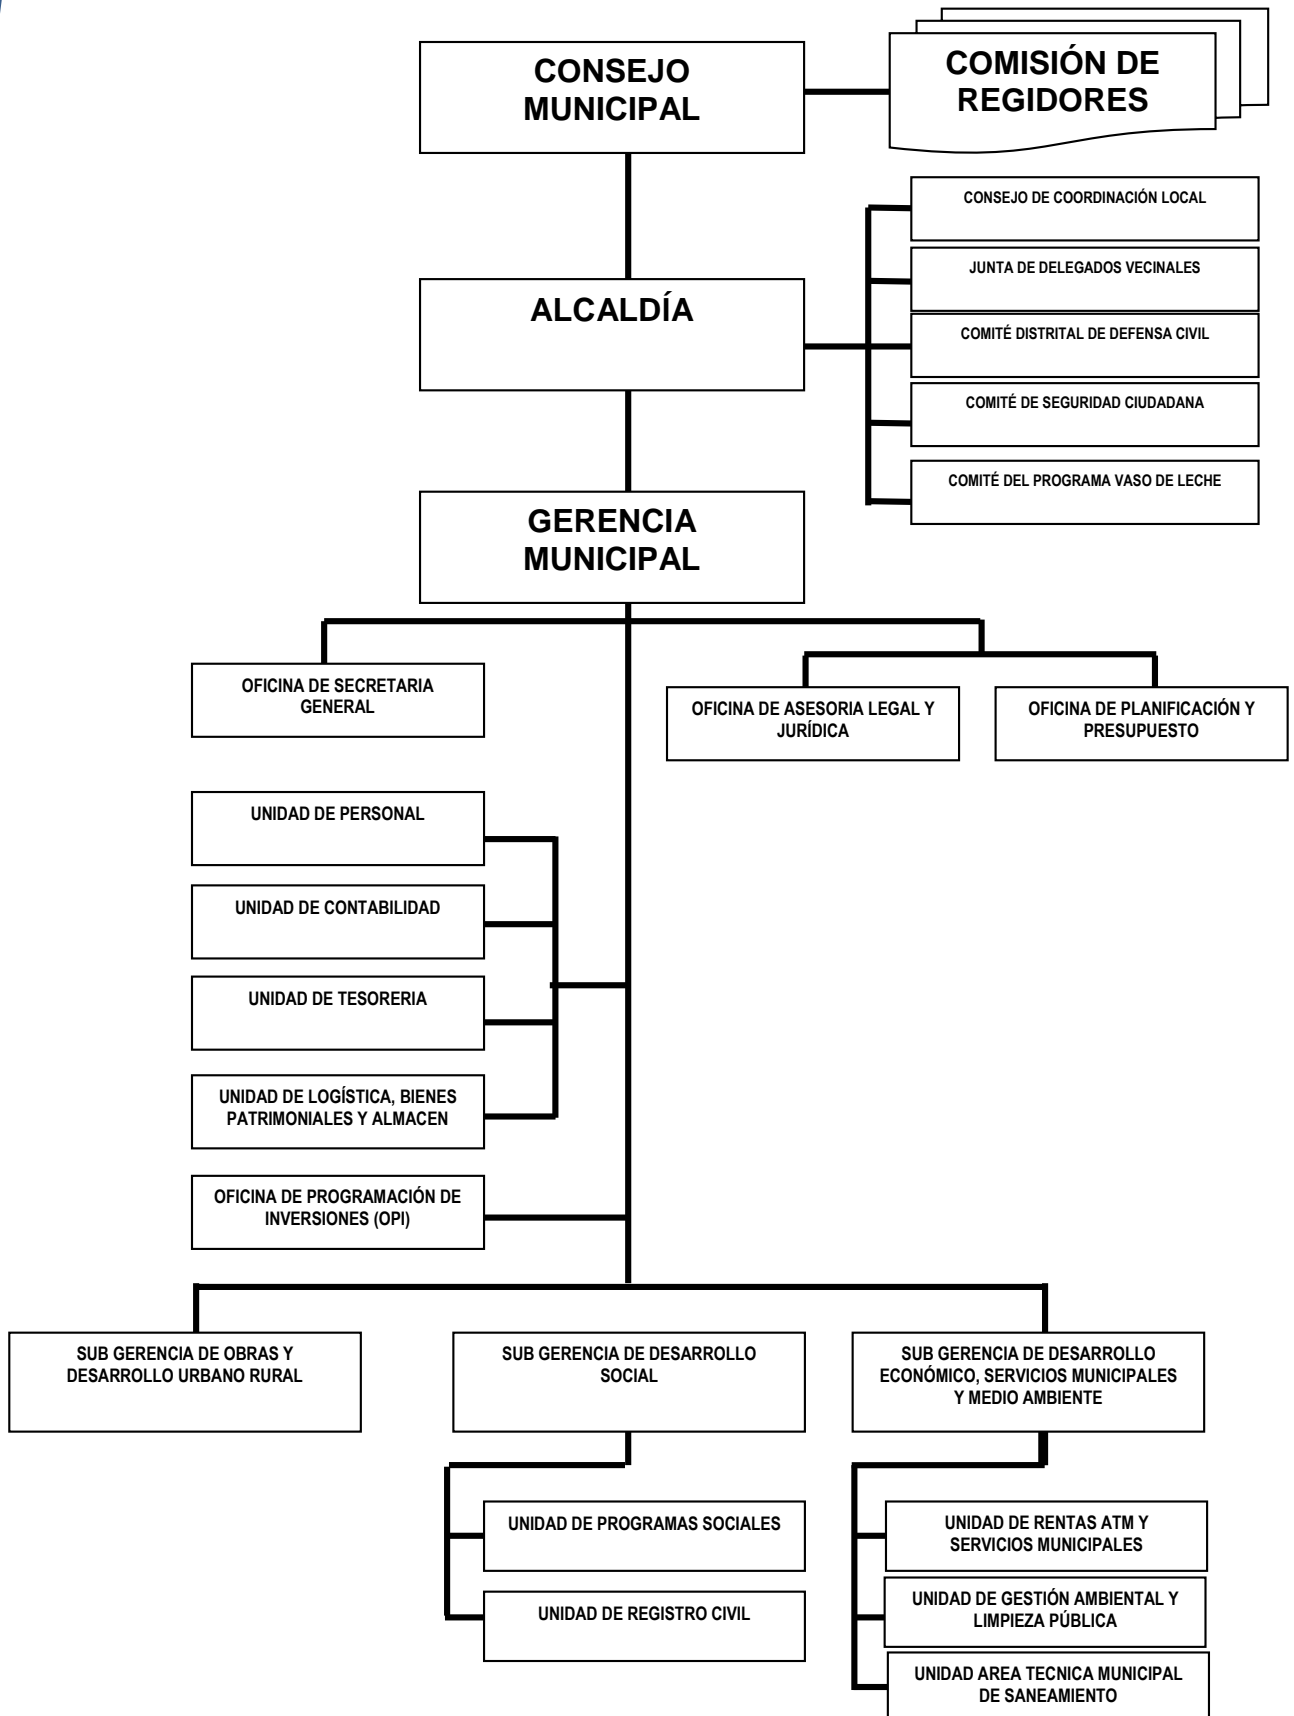 CONSEJO
MUNICIPAL
COMISIÓN DE
REGIDORES
CONSEJO DE COORDINACIÓN LOCAL
JUNTA DE DELEGADOS VECINALES
ALCALDÍA
COMITÉ DISTRITAL DE DEFENSA CIVIL
COMITÉ DE SEGURIDAD CIUDADANA
COMITÉ DEL PROGRAMA VASO DE LECHE
GERENCIA
MUNICIPAL
OFICINA DE SECRETARIA
GENERAL
OFICINA DE ASESORIA LEGAL Y
JURÍDICA
OFICINA DE PLANIFICACIÓN Y
PRESUPUESTO
UNIDAD DE PERSONAL
UNIDAD DE CONTABILIDAD
UNIDAD DE TESORERIA
UNIDAD DE LOGÍSTICA, BIENES
PATRIMONIALES Y ALMACEN
OFICINA DE PROGRAMACIÓN DE
INVERSIONES (OPI)
SUB GERENCIA DE OBRAS Y
DESARROLLO URBANO RURAL
SUB GERENCIA DE DESARROLLO
SOCIAL
SUB GERENCIA DE DESARROLLO
ECONÓMICO, SERVICIOS MUNICIPALES
Y MEDIO AMBIENTE
UNIDAD DE PROGRAMAS SOCIALES
UNIDAD DE REGISTRO CIVIL
UNIDAD DE RENTAS ATM Y
SERVICIOS MUNICIPALES
UNIDAD DE GESTIÓN AMBIENTAL Y
LIMPIEZA PÚBLICA
UNIDAD AREA TECNICA MUNICIPAL
DE SANEAMIENTO